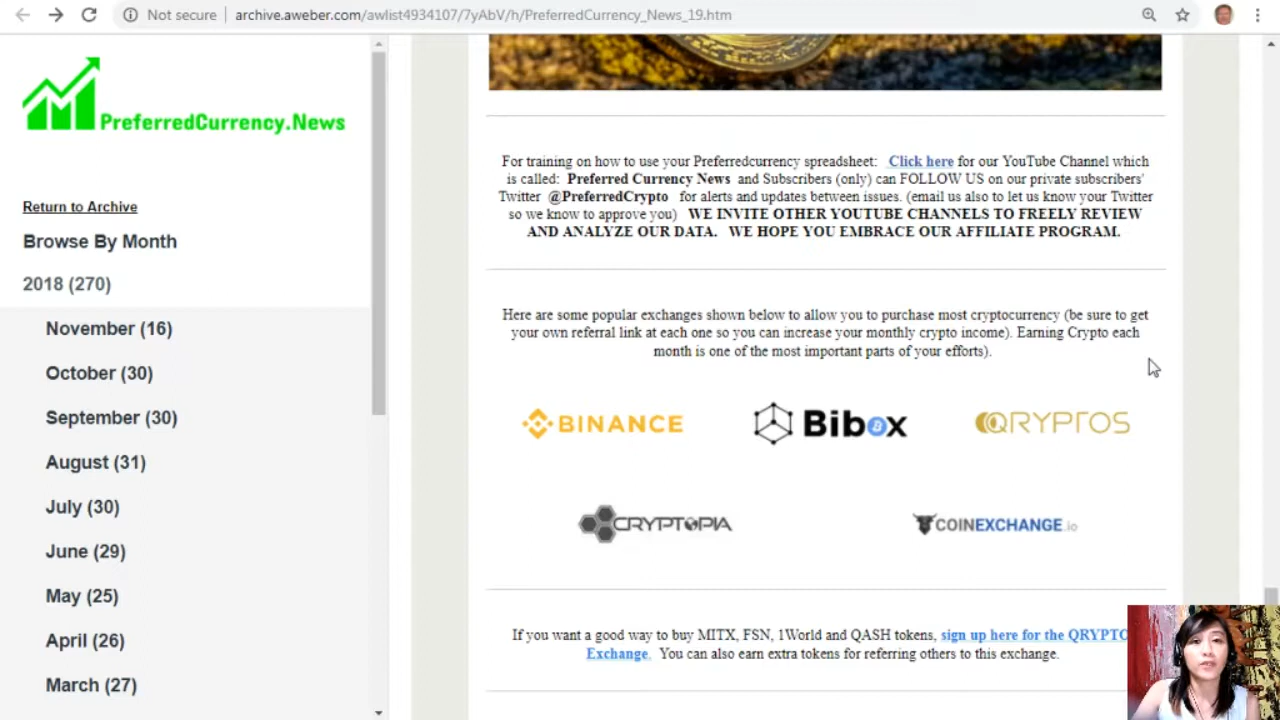 Not secure
archive.aweber.com/awlist4934107/7yAbV/h/PreferredCurrency_News_19.htm
PreferredCurrency.News
Return to Archive
Browse By Month
2018 (270)
November (16)
October (30)
September (30)
August (31)
July (30)
June (29)
May (25)
April (26)
March (27)
For training on how to use your Preferredcurrency spreadsheet: Click here for our YouTube Channel which
is called: Preferred Currency News and Subscribers (only) can FOLLOW US on our private subscribers'
Twitter @PreferredCrypto for alerts and updates between issues. (email us also to let us know your Twitter
so we know to approve you) WE INVITE OTHER YOUTUBE CHANNELS TO FREELY REVIEW
AND ANALYZE OUR DATA. WE HOPE YOU EMBRACE OUR AFFILIATE PROGRAM.
Here are some popular exchanges shown below to allow you to purchase most cryptocurrency (be sure to get
your own referral link at each one so you can increase your monthly crypto income). Earning Crypto each
month is one of the most important parts of your efforts).
BINANCE
Bibox
QRYPTOS
CRYPTOPIA
COINEXCHANGE.io
If you want a good way to buy MITX, FSN, 1World and QASH tokens, sign up here for the QRYPTO
Exchange. You can also earn extra tokens for referring others to this exchange.